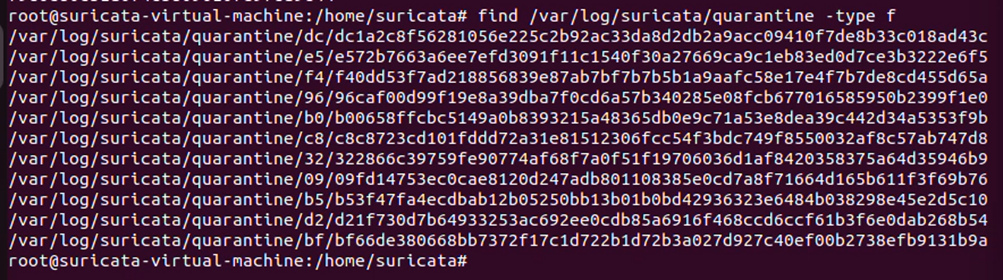 root@suricata-virtual-machine:/home/suricata# find /var/log/suricata/quarantine -type f
/var/log/suricata/quarantine/dc/dc1a2c8f56281056e225c2b92ac33da8d2db2a9acc09410f7de8b33c018ad43c
/var/log/suricata/quarantine/e5/e572b7663a6ee7efd3091f11c1540f30a27669ca9c1eb83ed0d7ce3b3222e6f5
/var/log/suricata/quarantine/f4/f40dd53f7ad218856839e87ab7bf7b7b5b1a9aafc58e17e4f7b7de8cd455d65a
/var/log/suricata/quarantine/96/96caf00d99f19e8a39dba7f0cd6a57b340285e08fcb677016585950b2399f1e0
/var/log/suricata/quarantine/b0/b00658ffcbc5149a0b8393215a48365db0e9c71a53e8dea39c442d34a5353f9b
/var/log/suricata/quarantine/c8/c8c8723cd101fddd72a31e81512306fcc54f3bdc749f8550032af8c57ab747d8
/var/log/suricata/quarantine/32/322866c39759fe90774af68f7a0f51f19706036d1af8420358375a64d35946b9
/var/log/suricata/quarantine/09/09fd14753ec0cae8120d247adb801108385e0cd7a8f71664d165b611f3f69b76
/var/log/suricata/quarantine/b5/b53f47fa4ecdbab12b05250bb13b01b0bd42936323e6484b038298e45e2d5c10
/var/log/suricata/quarantine/d2/d21f730d7b64933253ac692ee0cdb85a6916f468ccd6ccf61b3f6e0dab268b54
/var/log/suricata/quarantine/bf/bf66de380668bb7372f17c1d722b1d72b3a027d927c40ef00b2738efb9131b9a
root@suricata-virtual-machine:/home/suricata#